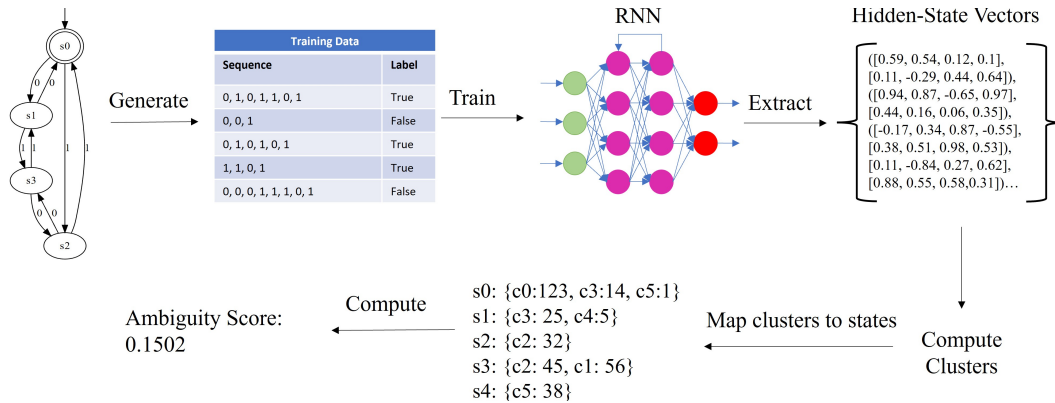 RNN
Hidden-State Vectors
s0
0
0
s1
1
1
1
1
s3
0
0
s2
Generate
Training Data
Sequence Label
0, 1, 0, 1, 1, 0, 1 True
0, 0, 1 False
0, 1, 0, 1, 0, 1 True
1, 1, 0, 1 True
0, 0, 0, 1, 1, 1, 0, 1 False
Train
Extract
([0.59, 0.54, 0.12, 0.1],
[0.11, -0.29, 0.44, 0.64]),
([0.94, 0.87, -0.65, 0.97],
[0.44, 0.16, 0.06, 0.35]),
([-0.17, 0.34, 0.87, -0.55],
[0.38, 0.51, 0.98, 0.53],
[0.11, -0.84, 0.27, 0.62],
[0.88, 0.55, 0.58,0.31])…
Compute
Clusters
Map clusters to states
s0: {c0:123, c3:14, c5:1}
s1: {c3: 25, c4:5}
s2: {c2: 32}
s3: {c2: 45, c1: 56}
s4: {c5: 38}
Compute
Ambiguity Score:
0.1502